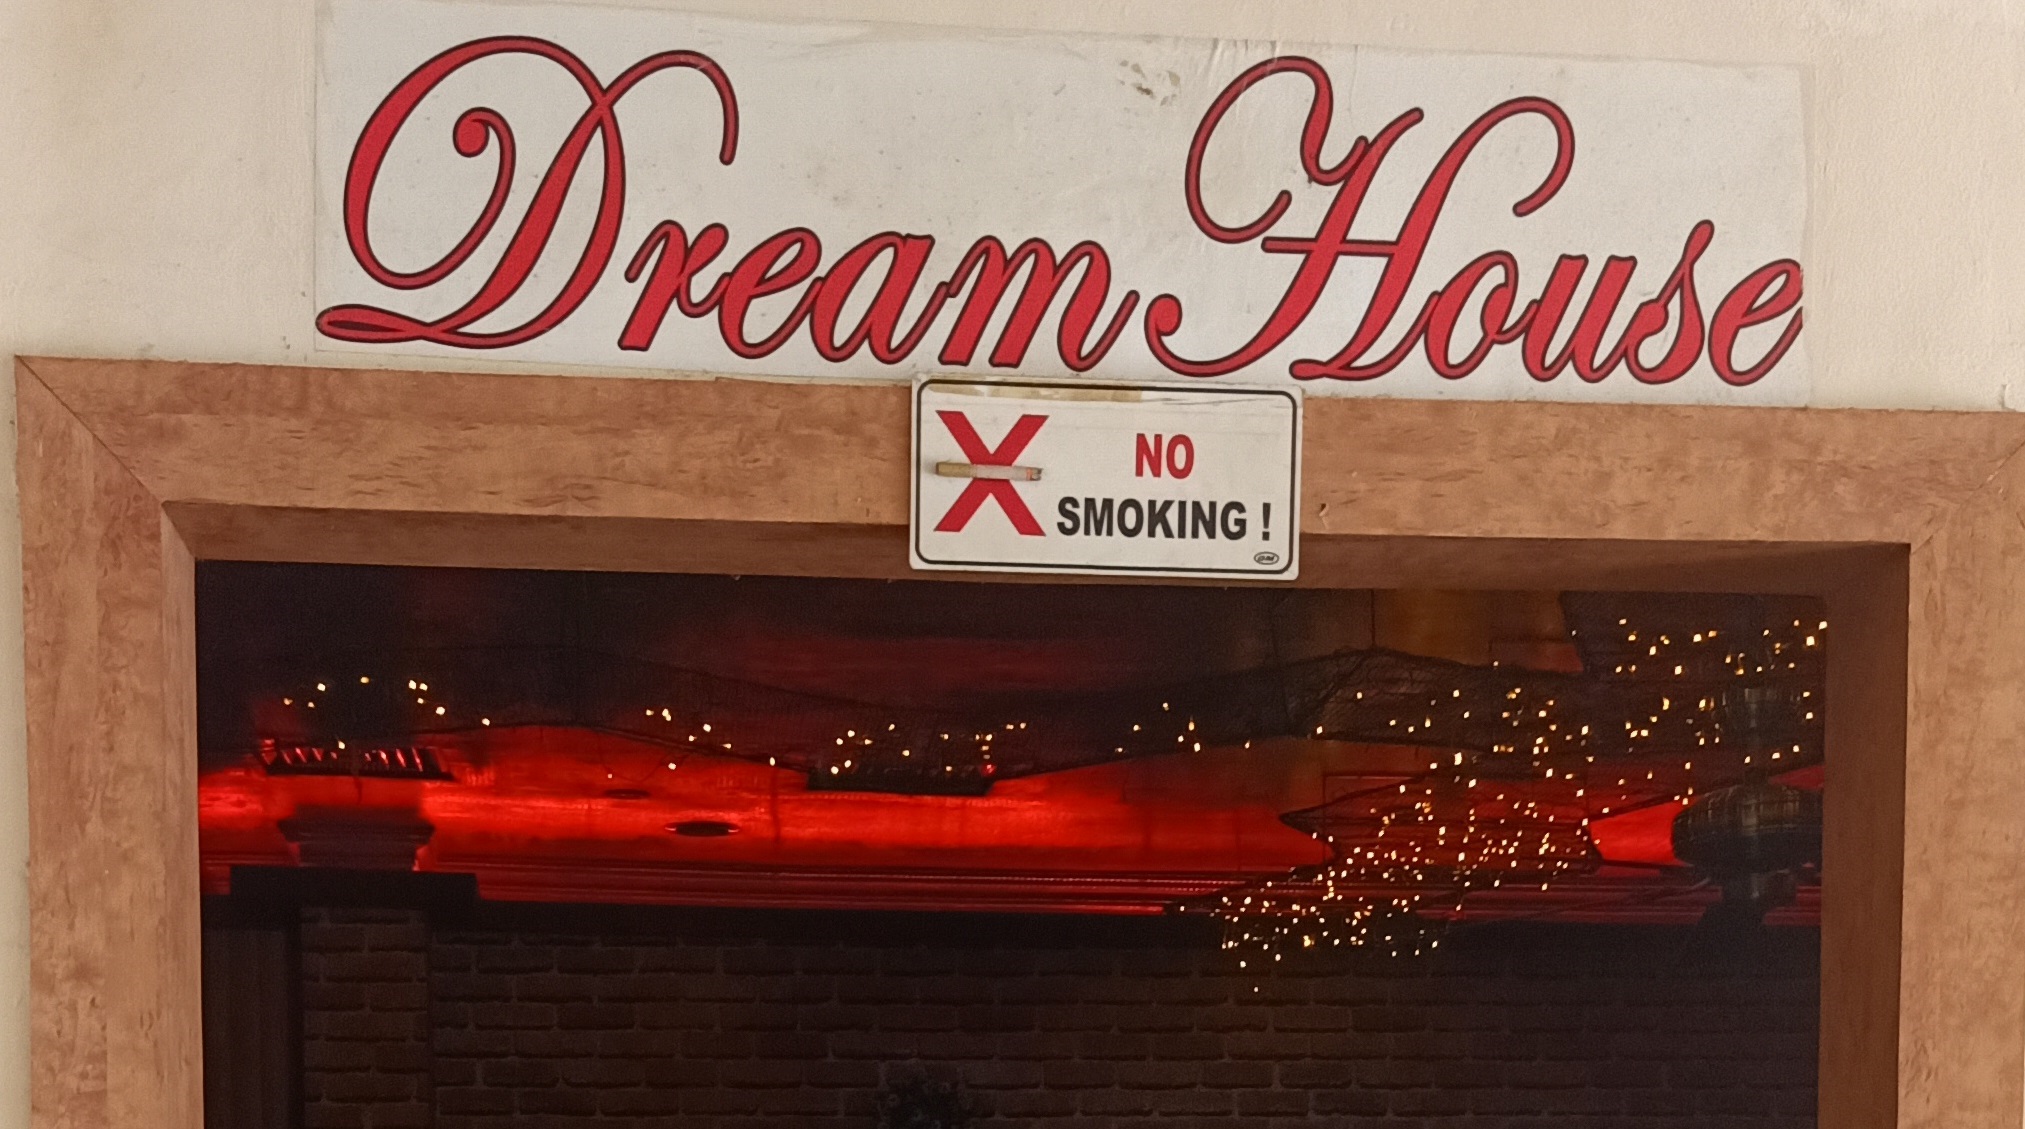 Dream House
NO
SMOKING !